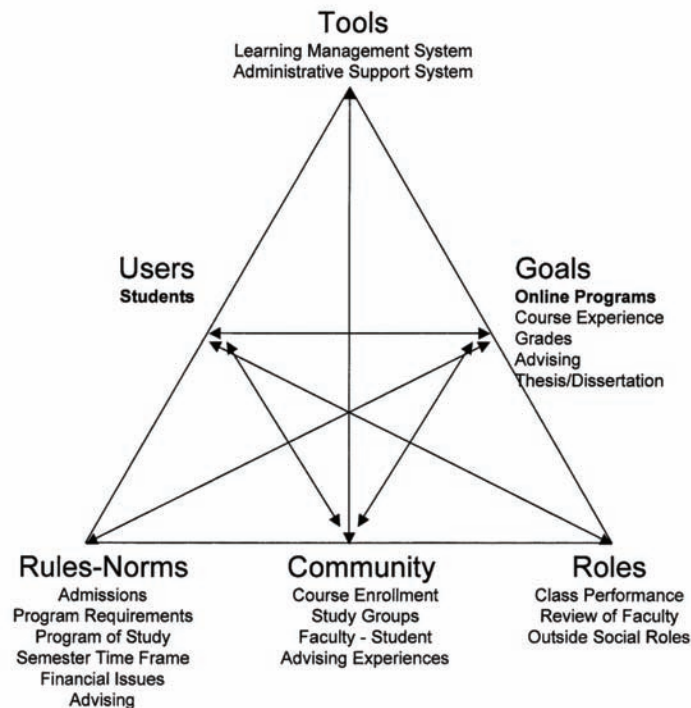 Tools
Learning Management System
Administrative Support System
Users
Students
Goals
Online Programs
Course Experience
Grades
Advising
Thesis/Dissertation
Rules-Norms
Admissions
Program Requirements
Program of Study
Semester Time Frame
Financial Issues
Advising
Community
Course Enrollment
Study Groups
Faculty - Student
Advising Experiences
Roles
Class Performance
Review of Faculty
Outside Social Roles